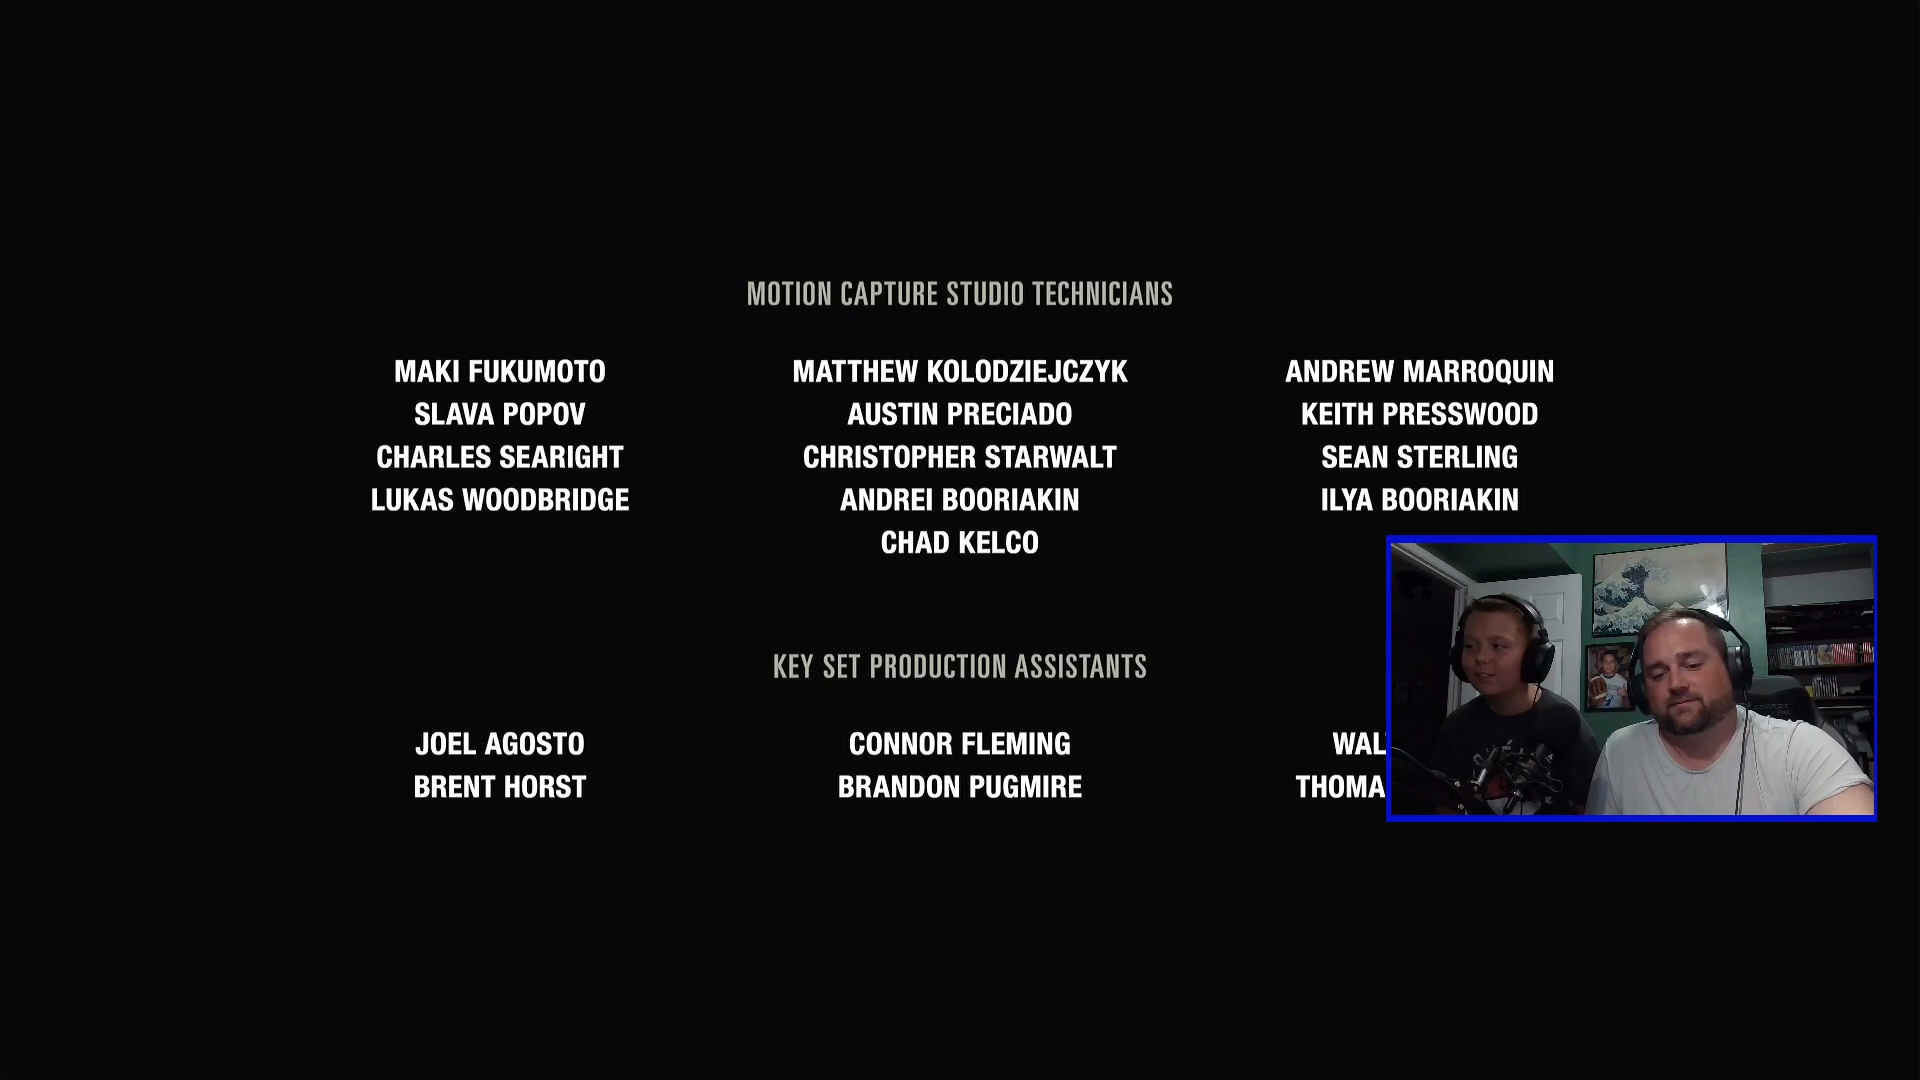 MOTION CAPTURE STUDIO TECHNICIANS
MAKI FUKUMOTO MATTHEW KOLODZIEJCZYK ANDREW MARROQUIN
SLAVA POPOV AUSTIN PRECIADO KEITH PRESSWOOD
CHARLES SEARIGHT CHRISTOPHER STARWALT SEAN STERLING
LUKAS WOODBRIDGE ANDREI BOORIAKIN ILYA BOORIAKIN
CHAD KELCO
KEY SET PRODUCTION ASSISTANTS
JOEL AGOSTO CONNOR FLEMING
BRENT HORST BRANDON PUGMIRE